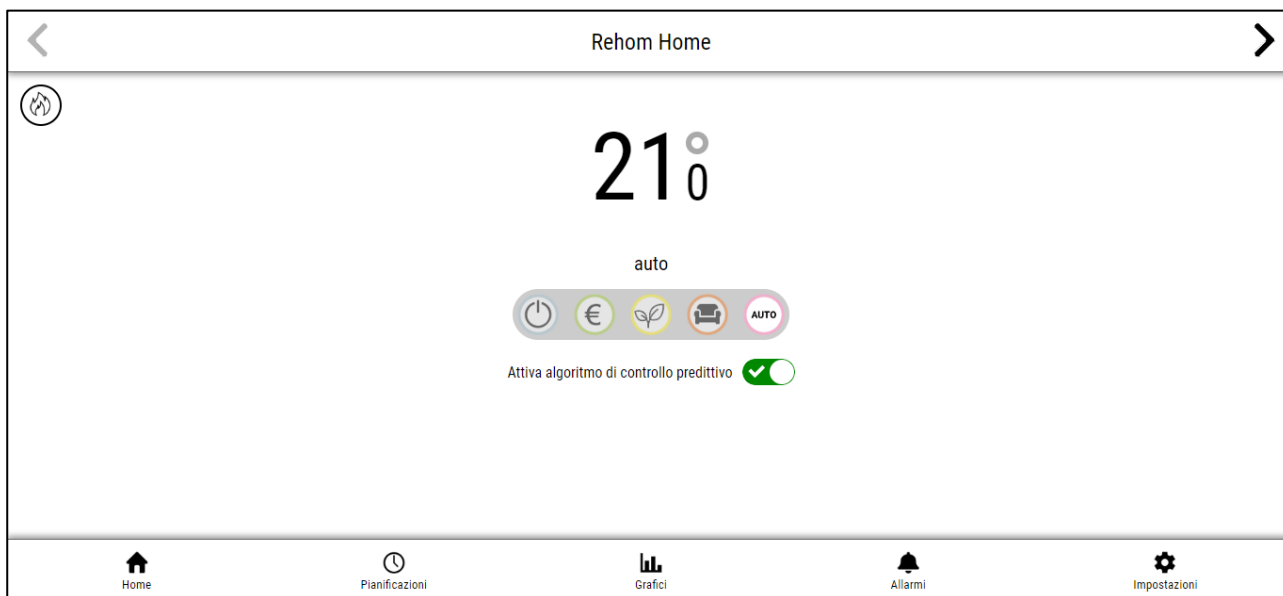 Rehom Home
21°0
auto
€ AUTO
Attiva algoritmo di controllo predittivo
Home Pianificazioni Grafici Allarmi Impostazioni